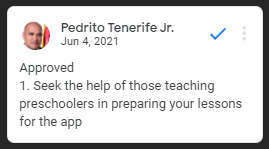 Pedrito Tenerife Jr.
Jun 4, 2021
Approved
1. Seek the help of those teaching
preschoolers in preparing your lessons
for the app